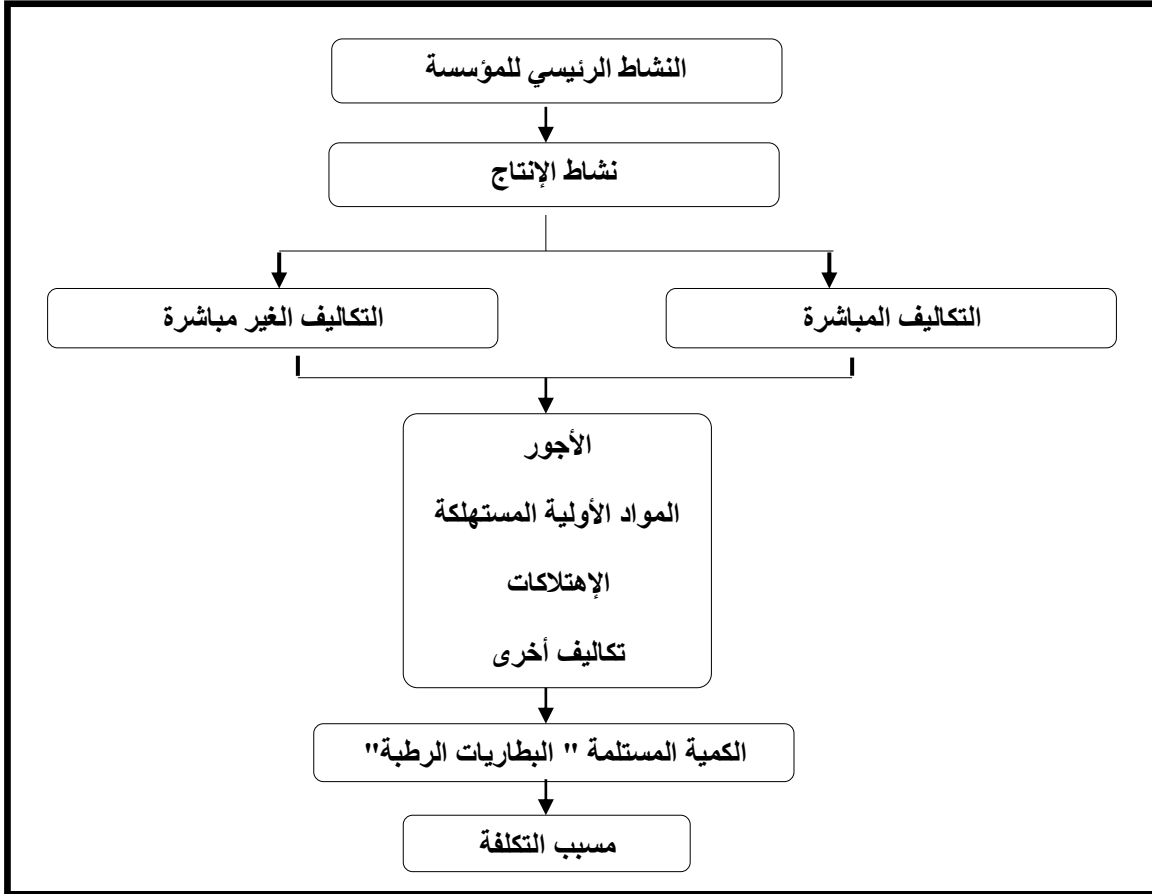 النشاط الرئيسي للمؤسسة
نشاط الإنتاج
التكاليف المباشرة
التكاليف الغير مباشرة
الأجور
المواد الأولية المستهلكة
الإهتلاكات
تكاليف أخرى
الكمية المستلمة " البطاريات الرطبة"
مسبب التكلفة